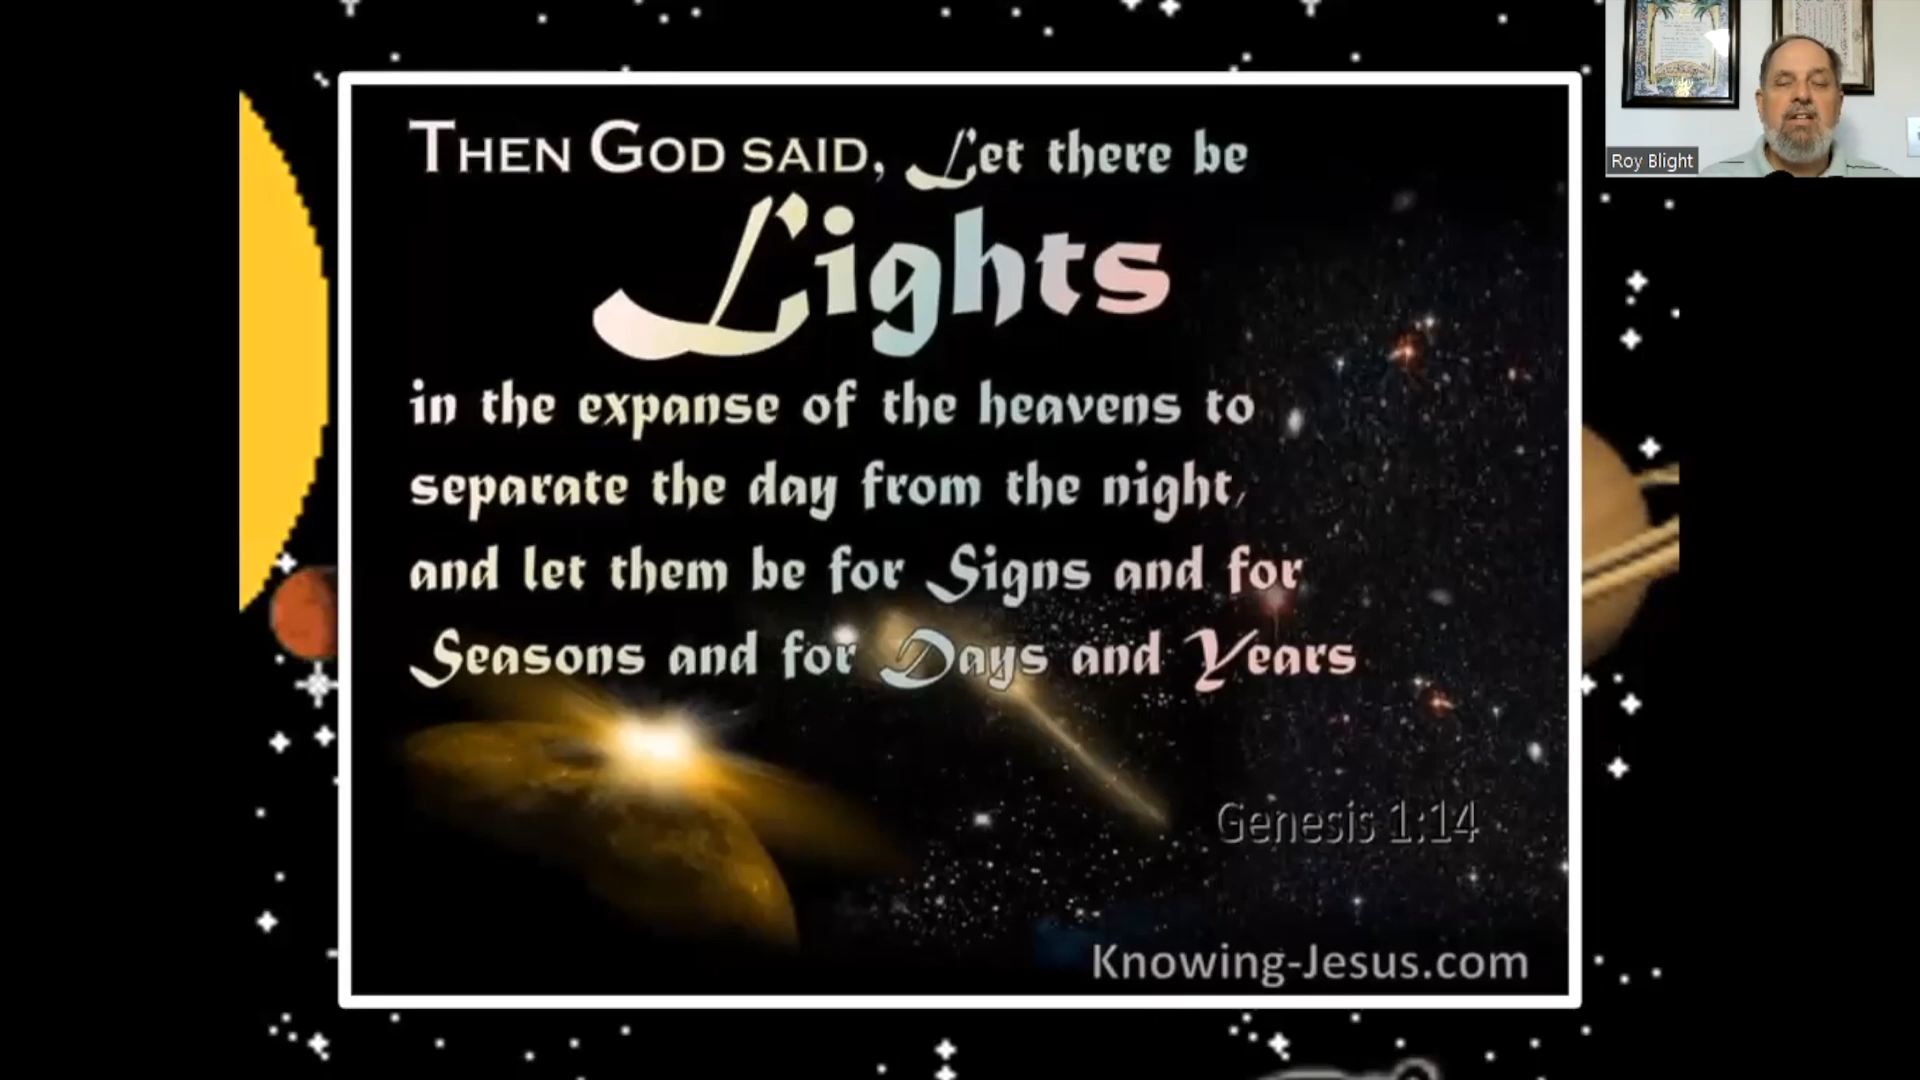 Then God said, Let there be
Lights
in the expanse of the heavens to
separate the day from the night,
and let them be for Signs and for
Seasons and for Days and Years
Genesis 1:14
Knowing-Jesus.com
Roy Blight